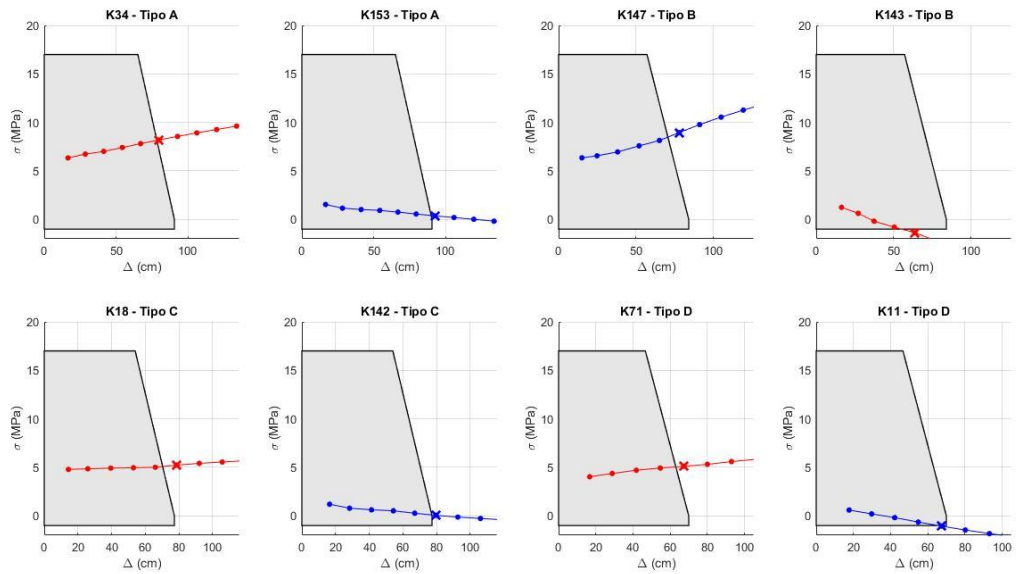 K34 - Tipo A
K153 - Tipo A
K147 - Tipo B
K143 - Tipo B
20
15
10
5
0
σ (MPa)
0 50 100
Δ (cm)
20
15
10
5
0
σ (MPa)
0 50 100
Δ (cm)
20
15
10
5
0
σ (MPa)
0 50 100
Δ (cm)
20
15
10
5
0
σ (MPa)
0 50 100
Δ (cm)
K18 - Tipo C
K142 - Tipo C
K71 - Tipo D
K11 - Tipo D
20
15
10
5
0
σ (MPa)
0 20 40 60 80 100
Δ (cm)
20
15
10
5
0
σ (MPa)
0 20 40 60 80 100
Δ (cm)
20
15
10
5
0
σ (MPa)
0 20 40 60 80 100
Δ (cm)
20
15
10
5
0
σ (MPa)
0 20 40 60 80 100
Δ (cm)